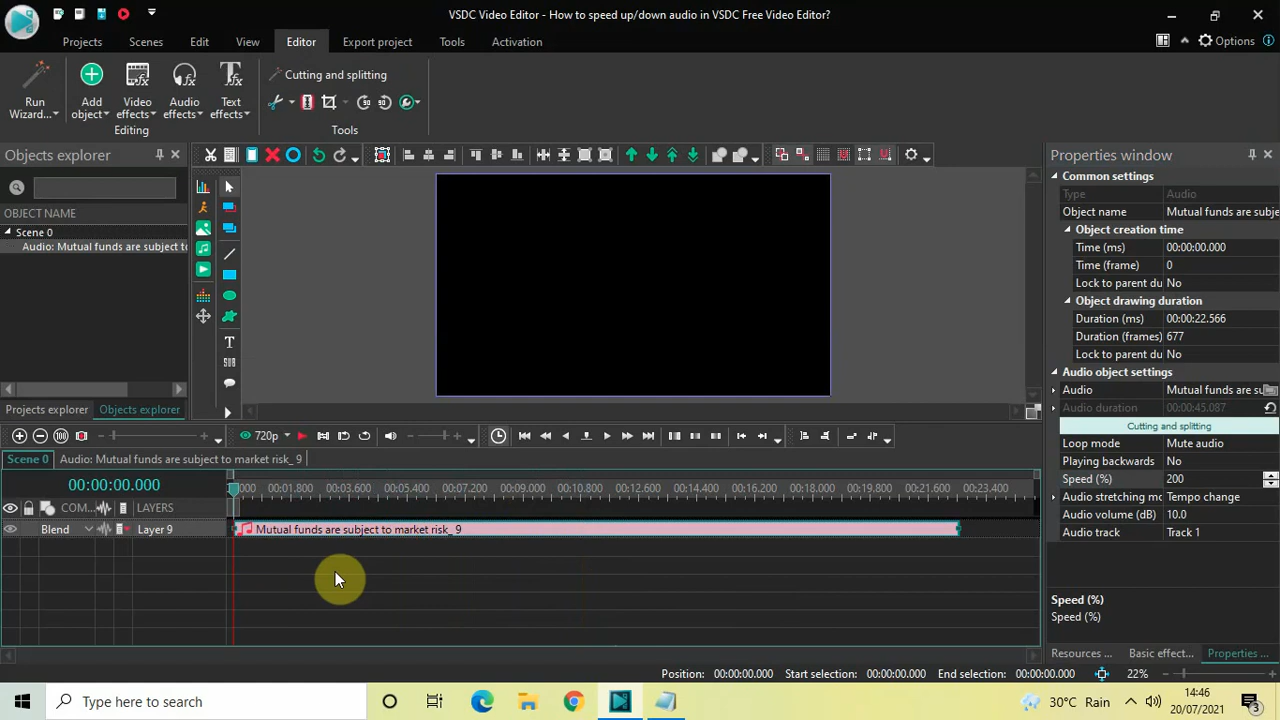 VSDC Video Editor - How to speed up/down audio in VSDC Free Video Editor?
Projects Scenes Edit View Editor Export project Tools Activation
Options
Run Wizard...
Add object
Video effects
Audio effects
Text effects
Editing
Cutting and splitting
Tools
Objects explorer
OBJECT NAME
Scene 0
Audio: Mutual funds are subject to
Projects explorer Objects explorer
Properties window
Common settings
Type Audio
Object name Mutual funds are subje
Object creation time
Time (ms) 00:00:00.000
Time (frame) 0
Lock to parent du No
Object drawing duration
Duration (ms) 00:00:22.566
Duration (frames) 677
Lock to parent du No
Audio object settings
Audio Mutual funds are su
Audio duration 00:00:45.087
Cutting and splitting
Loop mode Mute audio
Playing backwards No
Speed (%) 200
Audio stretching mo Tempo change
Audio volume (dB) 10.0
Audio track Track 1
Speed (%)
Speed (%)
Resources ... Basic effect... Properties ...
720p
Scene 0 Audio: Mutual funds are subject to market risk_ 9
00:00:00.000
000 00:01.800 00:03.600 00:05.400 00:07.200 00:09.000 00:10.800 00:12.600 00:14.400 00:16.200 00:18.000 00:19.800 00:21.600 00:23.400
COM... LAYERS
Blend Layer 9
Mutual funds are subject to market risk_ 9
Position: 00:00:00.000 Start selection: 00:00:00.000 End selection: 00:00:00.000 22%
Type here to search
30°C Rain
14:46
20/07/2021
3